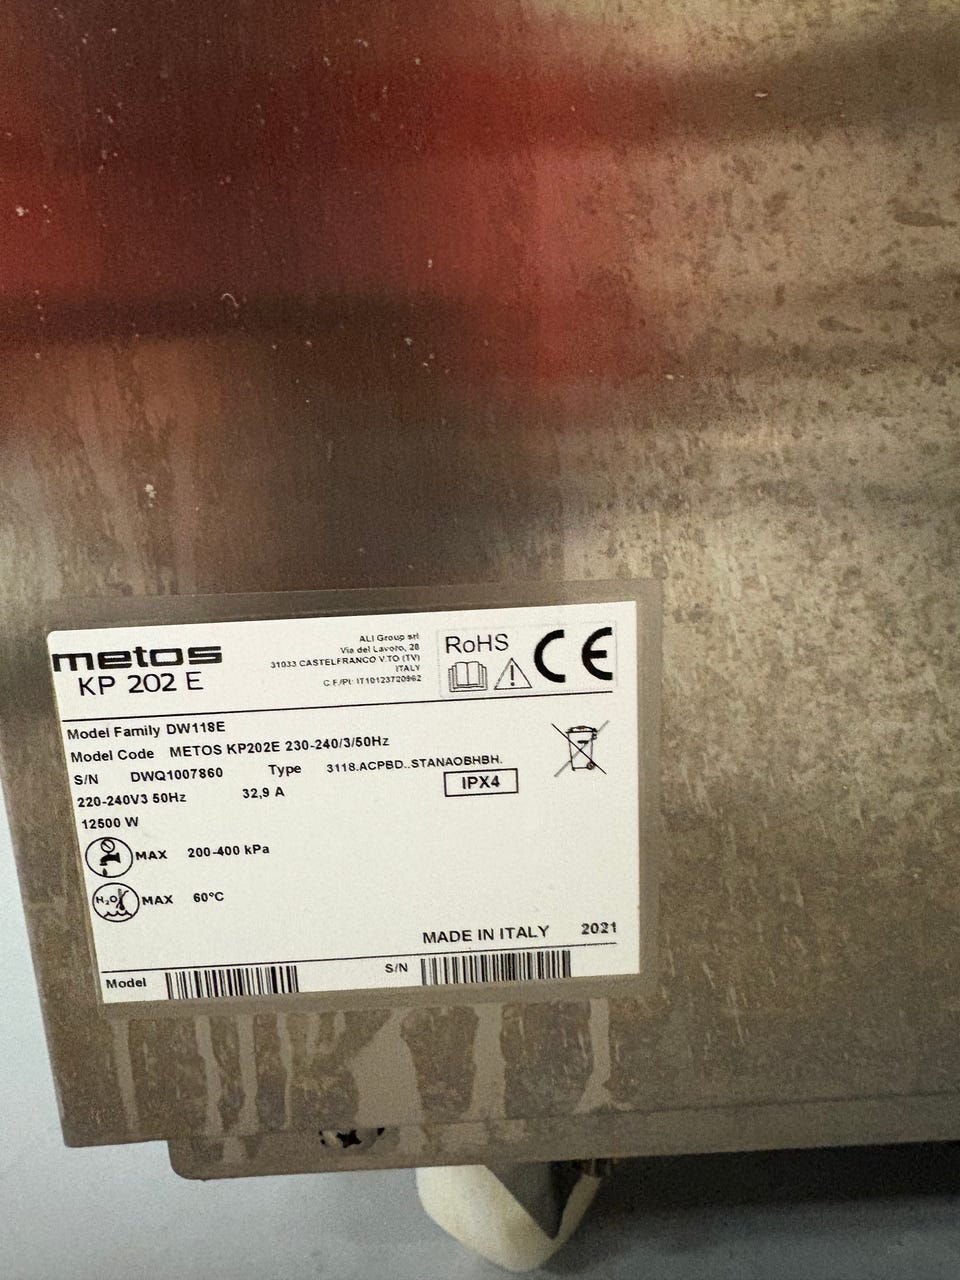 metos
KP 202 E
ALI Group srl
Via del Lavoro, 28
31033 CASTELFRANCO V.TO (TV)
ITALY
C.F./PI: IT10123720962
RoHS
CE
Model Family DW118E
Model Code METOS KP202E 230-240/3/50Hz
S/N DWQ1007860 Type 3118.ACPBD..STANAOBHBH.
220-240V3 50Hz 32,9 A IPX4
12500 W
MAX 200-400 kPa
H₂O MAX 60°C
MADE IN ITALY 2021
Model S/N